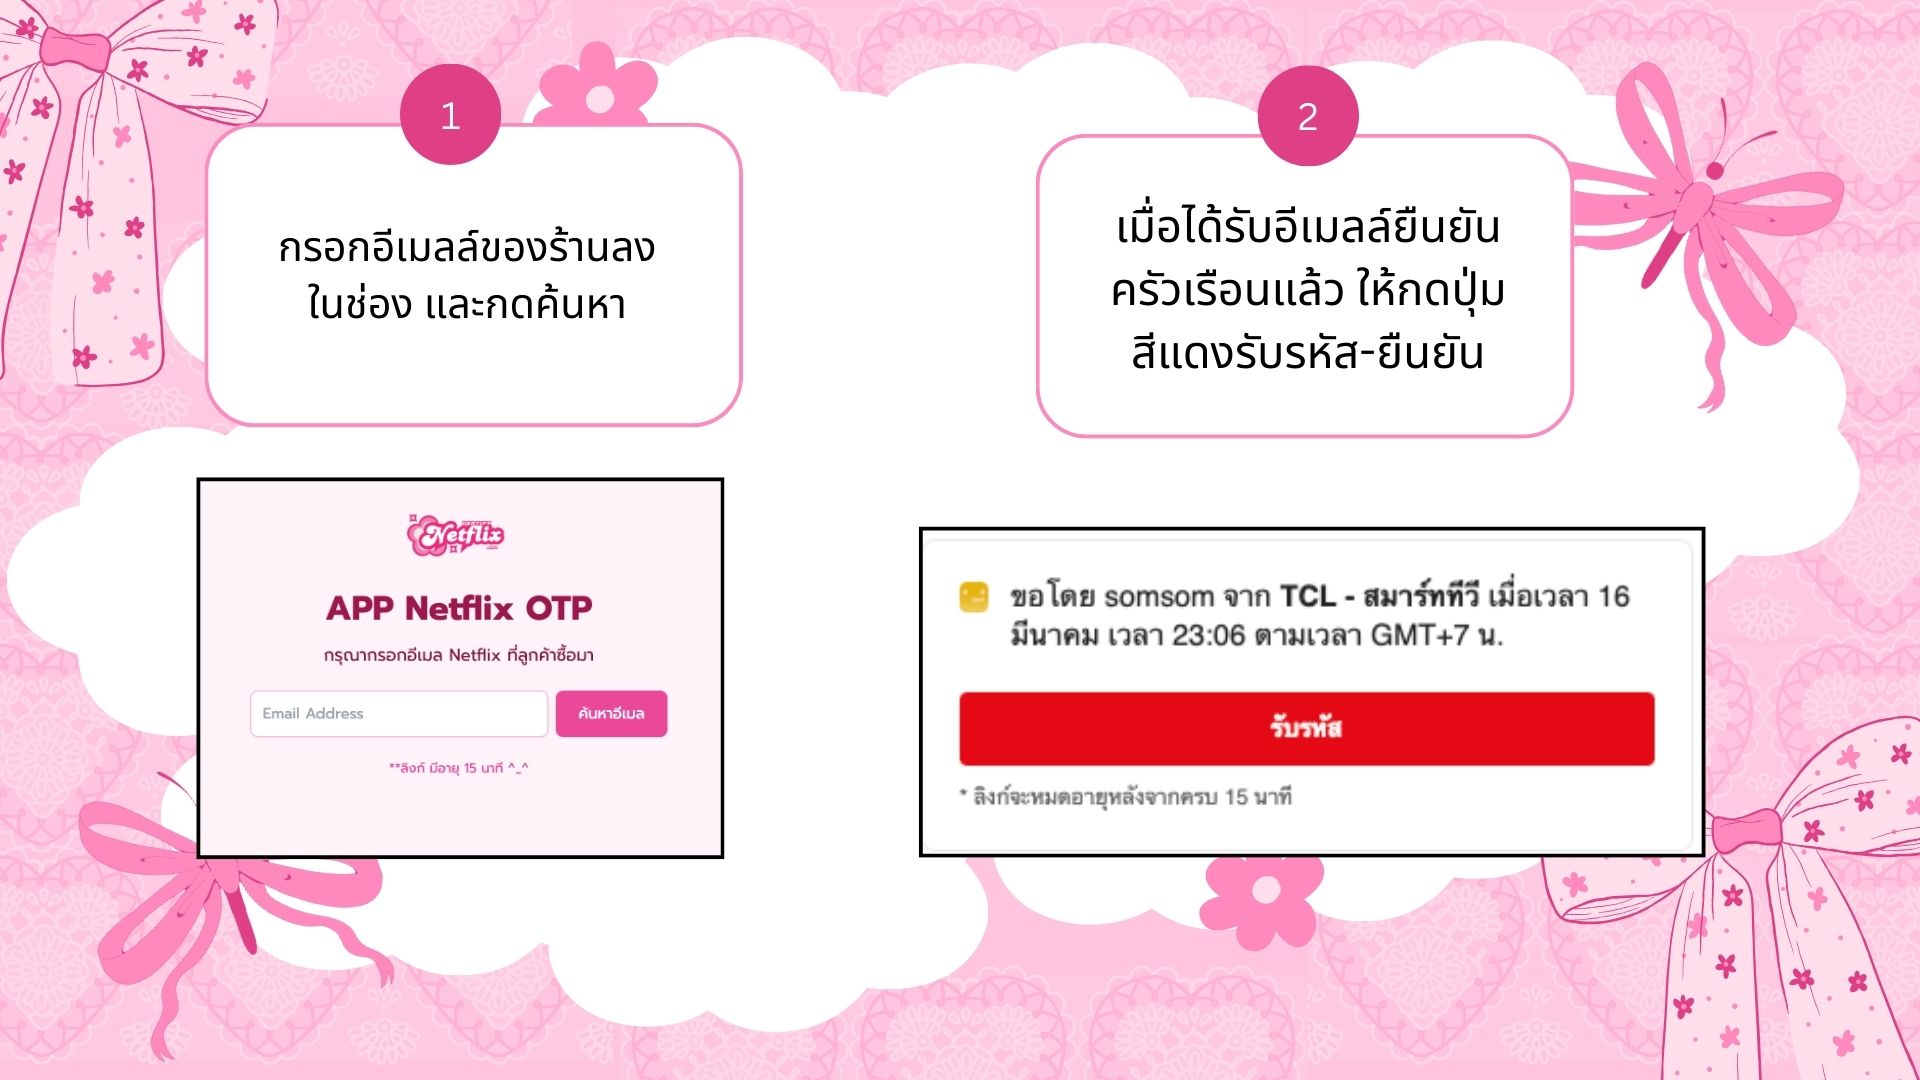 1
กรอกอีเมลล์ของร้านลง
ในช่อง และกดค้นหา
Netflix
APP Netflix OTP
กรุณากรอกอีเมล Netflix ที่ลูกค้าซื้อมา
Email Address
ค้นหาอีเมล
**ลิงก์ มีอายุ 15 นาที ^_^
2
เมื่อได้รับอีเมลล์ยืนยัน
ครัวเรือนแล้ว ให้กดปุ่ม
สีแดงรับรหัส-ยืนยัน
ขอโดย somsom จาก TCL - สมาร์ททีวี เมื่อเวลา 16
มีนาคม เวลา 23:06 ตามเวลา GMT+7 น.
รับรหัส
* ลิงก์จะหมดอายุหลังจากครบ 15 นาที